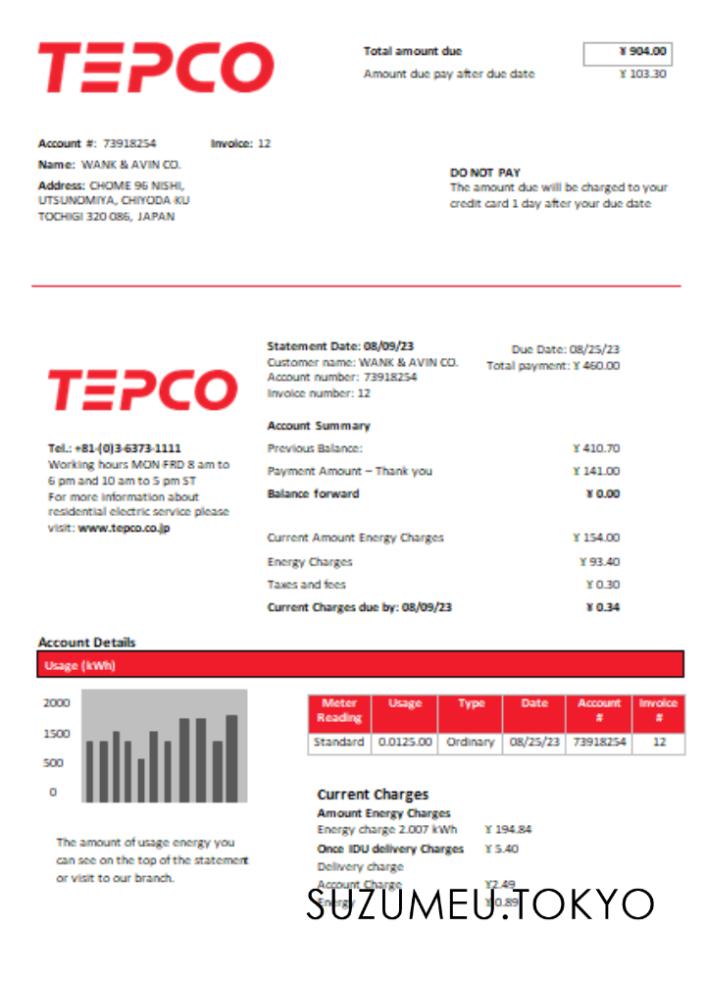 TEPCO
Total amount due ¥ 904.00
Amount due pay after due date ¥ 103.30
Account #: 73918254 Invoice: 12
Name: WANK & AVIN CO.
Address: CHOME 96 NISHI,
UTSUNOMIYA, CHIYODA KU
TOCHIGI 320 086, JAPAN
DO NOT PAY
The amount due will be charged to your
credit card 1 day after your due date
TEPCO
Tel.: +81-(0)3-6373-1111
Working hours MON-FRD 8 am to
6 pm and 10 am to 5 pm ST
For more information about
residential electric service please
visit: www.tepco.co.jp
Statement Date: 08/09/23
Customer name: WANK & AVIN CO.
Account number: 73918254
Invoice number: 12
Due Date: 08/25/23
Total payment: ¥ 460.00
Account Summary
Previous Balance: ¥ 410.70
Payment Amount – Thank you ¥ 141.00
Balance forward ¥ 0.00
Current Amount Energy Charges ¥ 154.00
Energy Charges ¥ 93.40
Taxes and fees ¥ 0.30
Current Charges due by: 08/09/23 ¥ 0.34
Account Details
Usage (kWh)
2000
1500
500
0
The amount of usage energy you
can see on the top of the statement
or visit to our branch.
Meter Reading Usage Type Date Account # Invoice #
Standard 0.0125.00 Ordinary 08/25/23 73918254 12
Current Charges
Amount Energy Charges
Energy charge 2.007 kWh ¥ 194.84
Once IDU delivery Charges ¥ 5.40
Delivery charge
Account Charge ¥2.49
Energy ¥ 0.89
SUZUMEU.TOKYO